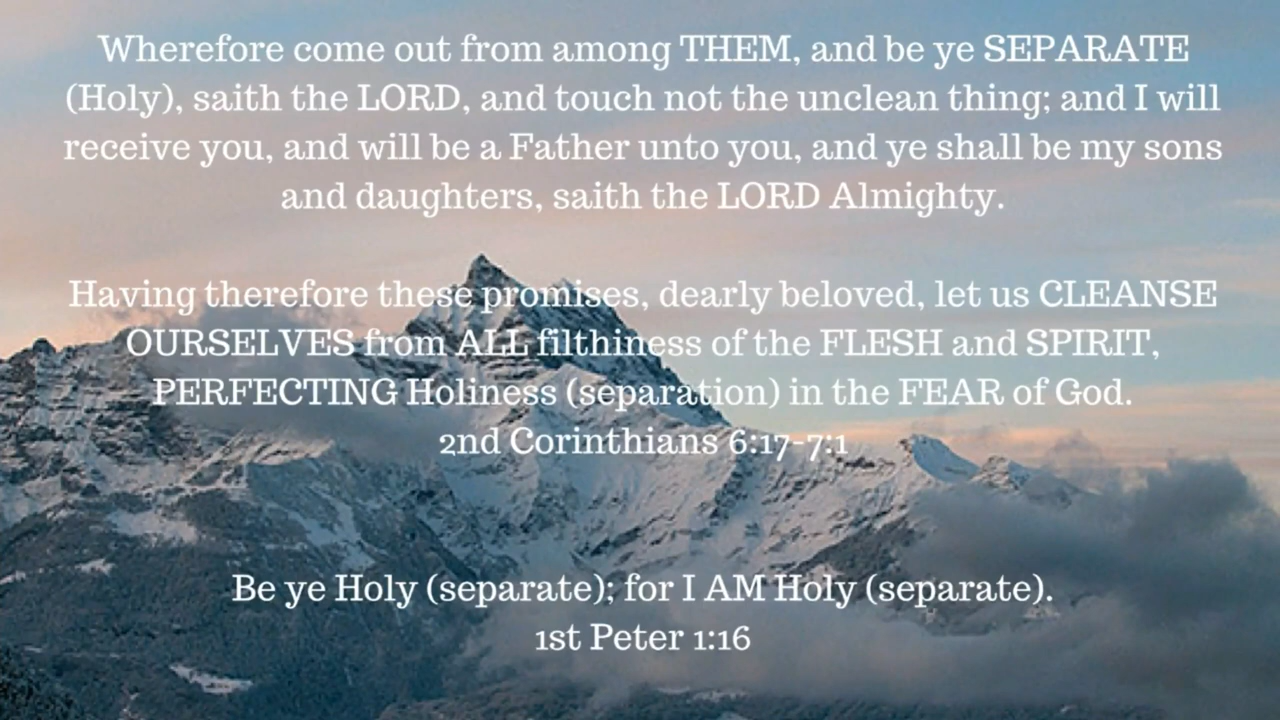 Wherefore come out from among THEM, and be ye SEPARATE
(Holy), saith the LORD, and touch not the unclean thing; and I will
receive you, and will be a Father unto you, and ye shall be my sons
and daughters, saith the LORD Almighty.
Having therefore these promises, dearly beloved, let us CLEANSE
OURSELVES from ALL filthiness of the FLESH and SPIRIT,
PERFECTING Holiness (separation) in the FEAR of God.
2nd Corinthians 6:17-7:1
Be ye Holy (separate); for I AM Holy (separate).
1st Peter 1:16